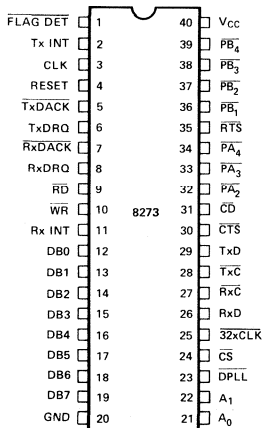 FLAG DET 1 40 VCC
Tx INT 2 39 PB4
CLK 3 38 PB3
RESET 4 37 PB2
TxDACK 5 36 PB1
TxDRQ 6 35 RTS
RxDACK 7 34 PA4
RxDRQ 8 33 PA3
RD 9 32 PA2
WR 10 8273 31 CD
Rx INT 11 30 CTS
DB0 12 29 TxD
DB1 13 28 TxC
DB2 14 27 RxC
DB3 15 26 RxD
DB4 16 25 32xCLK
DB5 17 24 CS
DB6 18 23 DPLL
DB7 19 22 A1
GND 20 21 A0